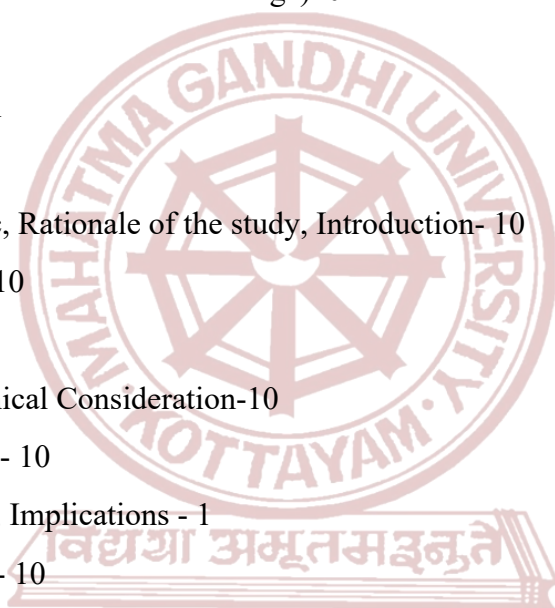 MAHATMA GANDHI UNIVERSITY
, Rationale of the study, Introduction- 10
10
ical Consideration-10
- 10
Implications - 1
KOTTAYAM
विद्यया अमृतमश्नुते
- 10